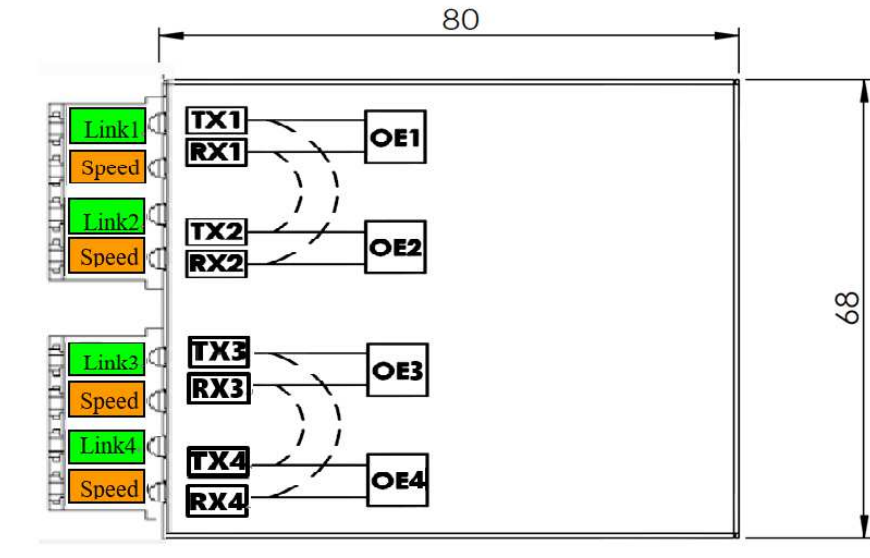 80
Link1
TX1
OE1
RX1
Speed
Link2
TX2
OE2
Speed
RX2
68
Link3
TX3
OE3
Speed
RX3
Link4
TX4
OE4
Speed
RX4